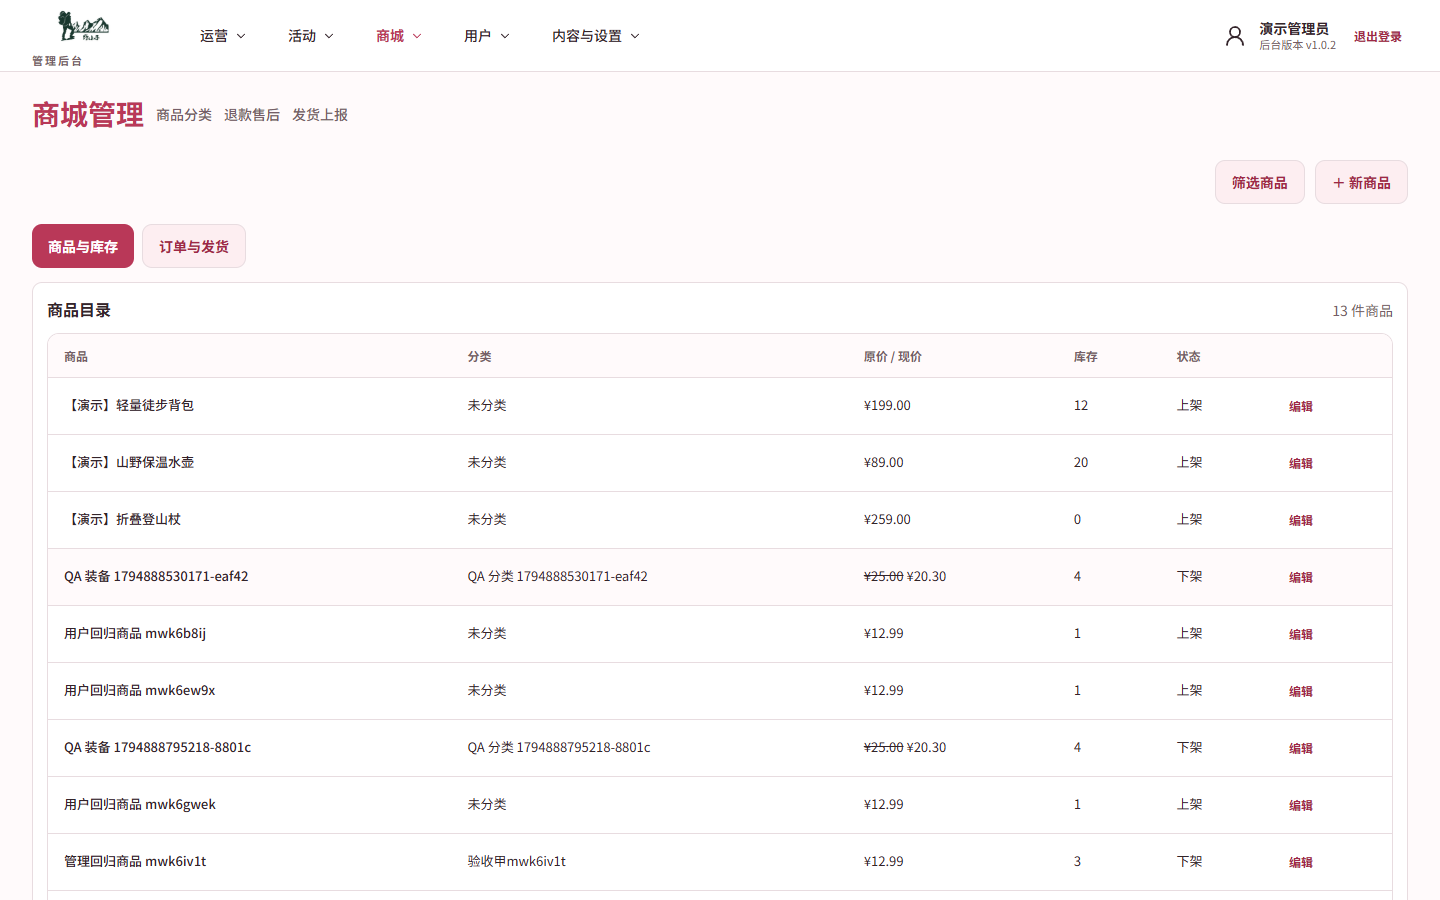 管理后台
运营 活动 商城 用户 内容与设置
演示管理员
后台版本 v1.0.2
退出登录
商城管理 商品分类 退款售后 发货上报
筛选商品 + 新商品
商品与库存 订单与发货
商品目录 13 件商品
商品 分类 原价 / 现价 库存 状态
【演示】轻量徒步背包 未分类 ¥199.00 12 上架 编辑
【演示】山野保温水壶 未分类 ¥89.00 20 上架 编辑
【演示】折叠登山杖 未分类 ¥259.00 0 上架 编辑
QA 装备 1794888530171-eaf42 QA 分类 1794888530171-eaf42 ¥25.00 ¥20.30 4 下架 编辑
用户回归商品 mwk6b8ij 未分类 ¥12.99 1 上架 编辑
用户回归商品 mwk6ew9x 未分类 ¥12.99 1 上架 编辑
QA 装备 1794888795218-8801c QA 分类 1794888795218-8801c ¥25.00 ¥20.30 4 下架 编辑
用户回归商品 mwk6gwek 未分类 ¥12.99 1 上架 编辑
管理回归商品 mwk6iv1t 验收甲mwk6iv1t ¥12.99 3 下架 编辑